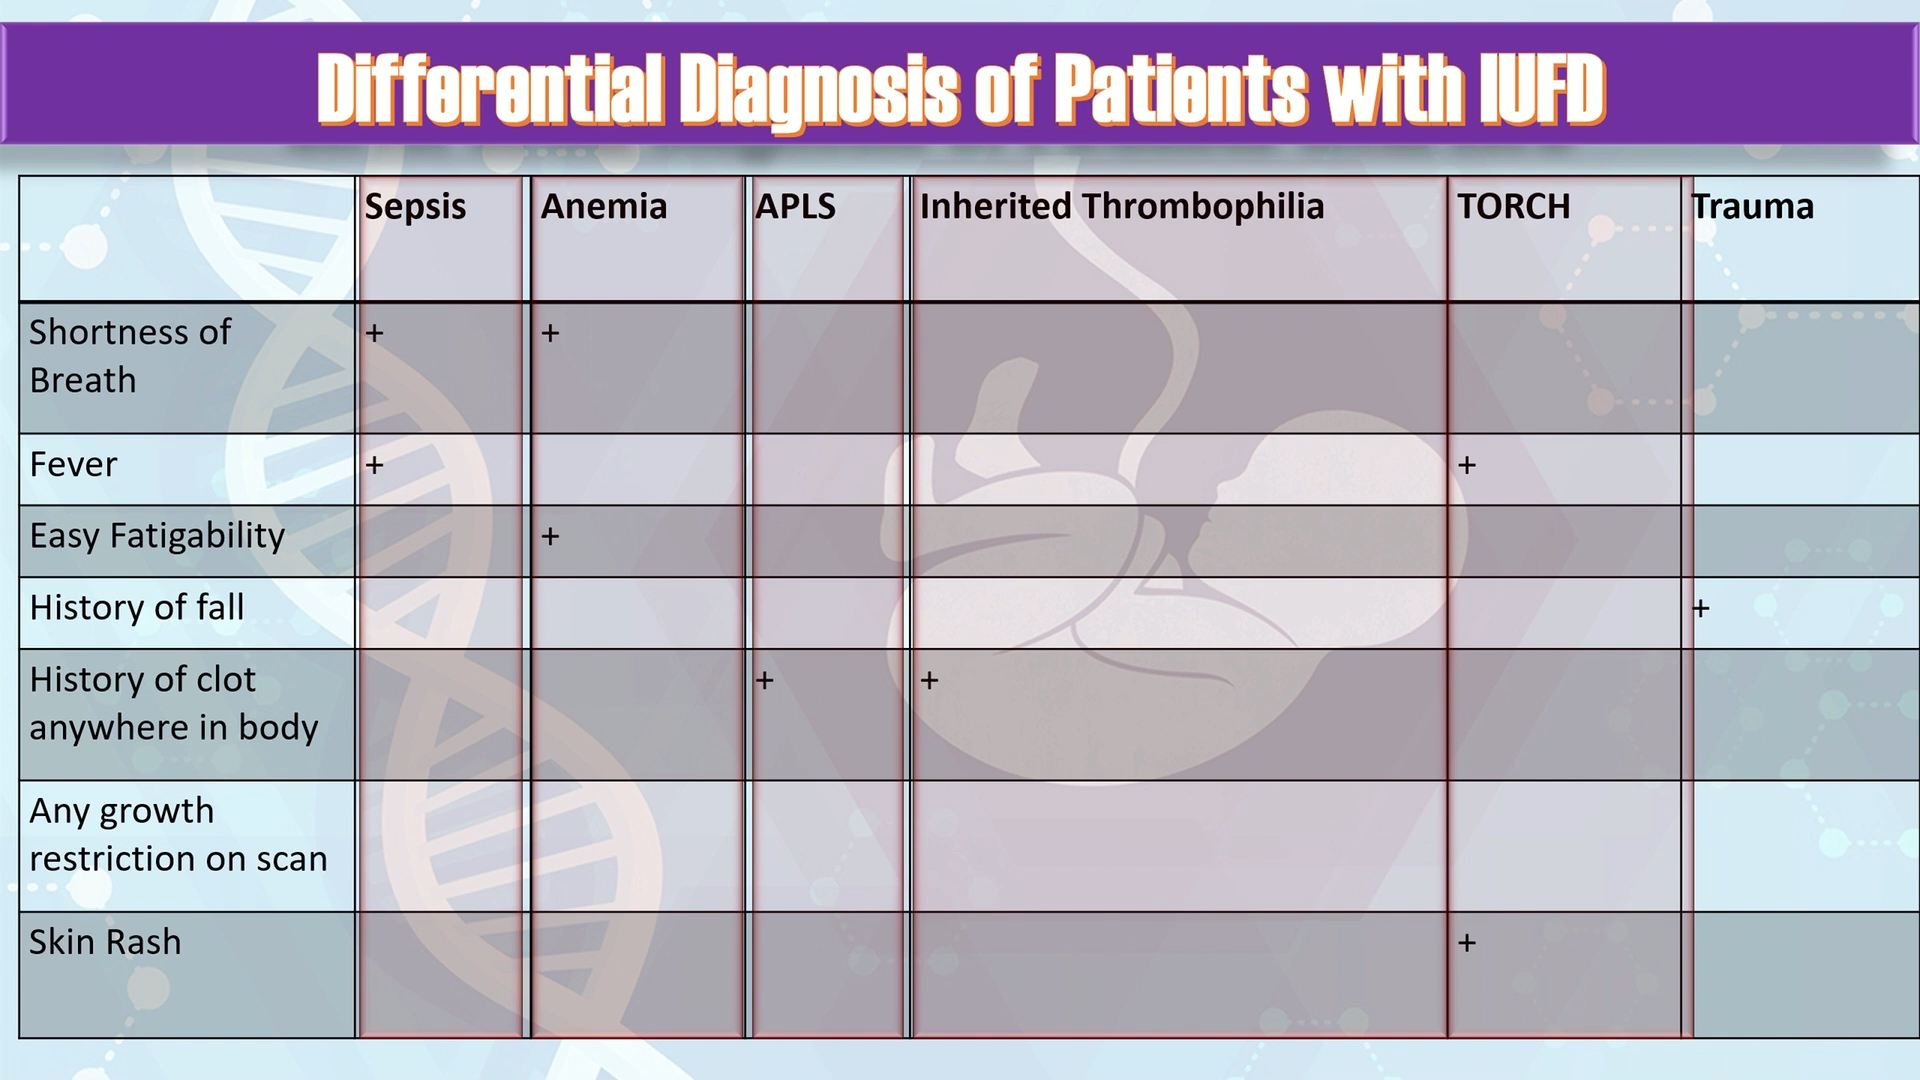 Differential Diagnosis of Patients with IUFD
Sepsis Anemia APLS Inherited Thrombophilia TORCH Trauma
Shortness of + +
Breath
Fever + +
Easy Fatigability +
History of fall +
History of clot + +
anywhere in body
Any growth
restriction on scan
Skin Rash +